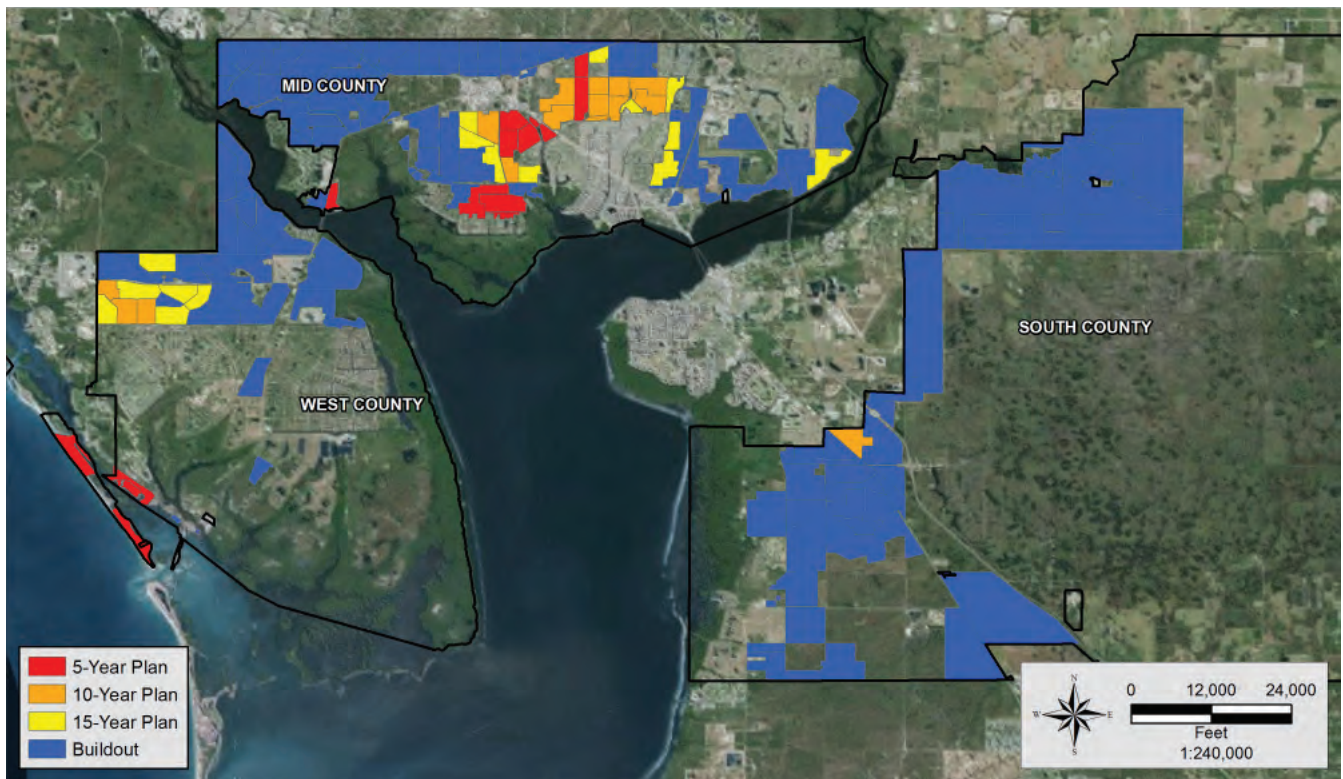 MID COUNTY
SOUTH COUNTY
WEST COUNTY
5-Year Plan
10-Year Plan
15-Year Plan
Buildout
N
W E
S
0 12,000 24,000
Feet
1:240,000